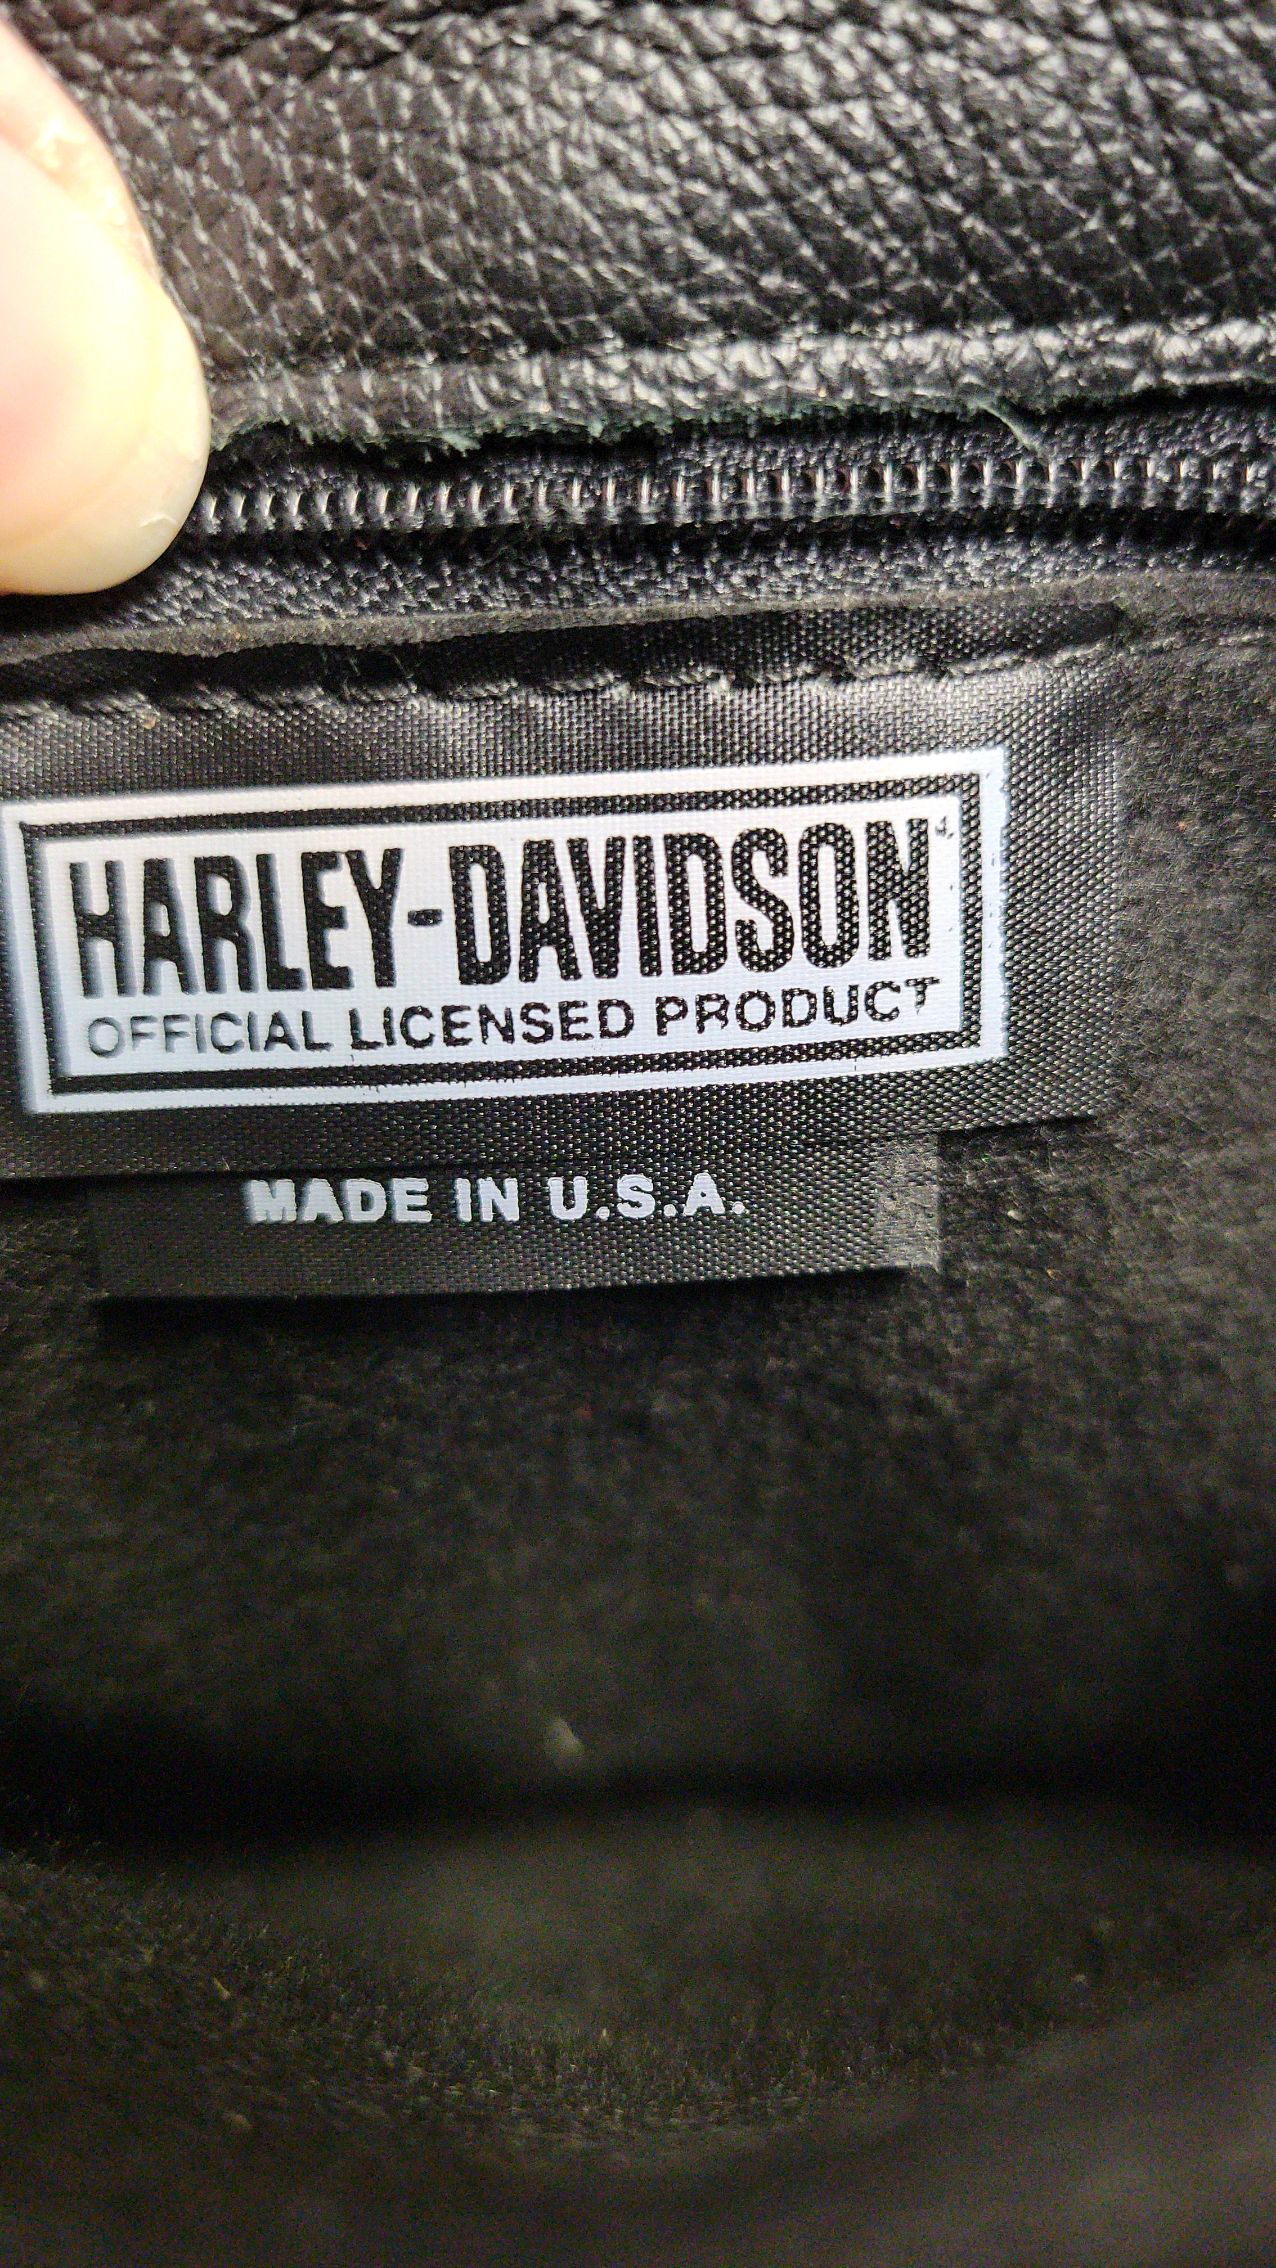 HARLEY-DAVIDSON
OFFICIAL LICENSED PRODUCT
MADE IN U.S.A.